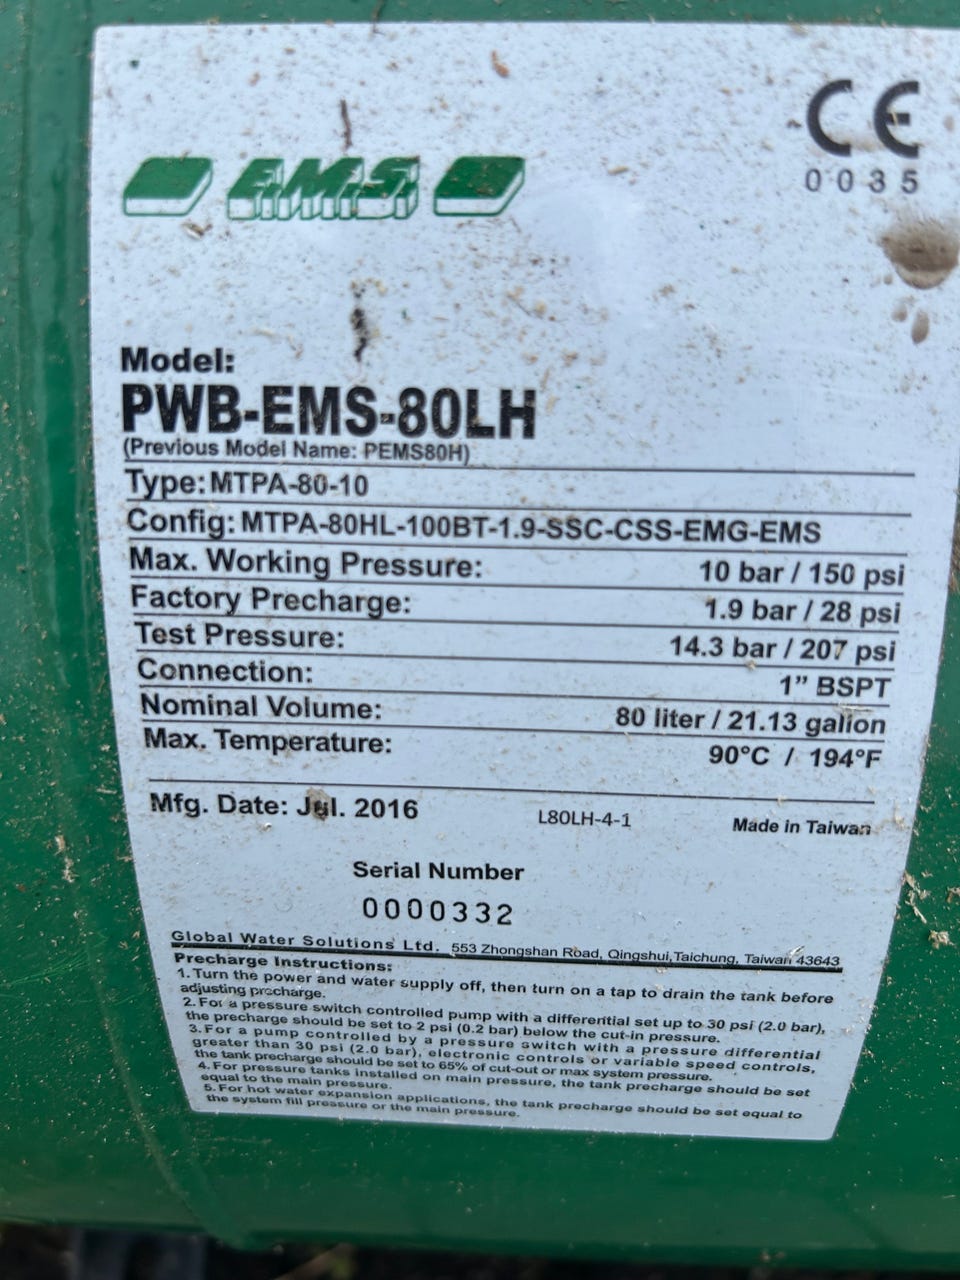 CE
0035
EMS
Model:
PWB-EMS-80LH
(Previous Model Name: PEMS80H)
Type: MTPA-80-10
Config: MTPA-80HL-100BT-1.9-SSC-CSS-EMG-EMS
Max. Working Pressure: 10 bar / 150 psi
Factory Precharge: 1.9 bar / 28 psi
Test Pressure: 14.3 bar / 207 psi
Connection: 1” BSPT
Nominal Volume: 80 liter / 21.13 gallon
Max. Temperature: 90°C / 194°F
Mfg. Date: Jul. 2016 L80LH-4-1 Made in Taiwan
Serial Number
0000332
Global Water Solutions Ltd. 553 Zhongshan Road, Qingshui,Taichung, Taiwan 43643
Precharge Instructions:
1. Turn the power and water supply off, then turn on a tap to drain the tank before
adjusting precharge.
2. For a pressure switch controlled pump with a differential set up to 30 psi (2.0 bar),
the precharge should be set to 2 psi (0.2 bar) below the cut-in pressure.
3. For a pump controlled by a pressure switch with a pressure differential
greater than 30 psi (2.0 bar), electronic controls or variable speed controls,
the tank precharge should be set to 65% of cut-out or max system pressure.
4. For pressure tanks installed on main pressure, the tank precharge should be set
equal to the main pressure.
5. For hot water expansion applications, the tank precharge should be set equal to
the system fill pressure or the main pressure.